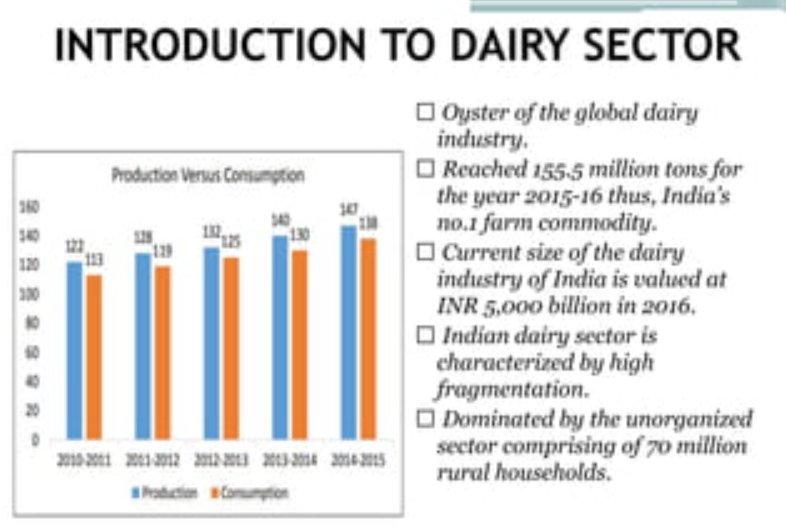 INTRODUCTION TO DAIRY SECTOR
Production Versus Consumption
160
140
120
100
80
60
40
20
0
122
113
128
119
132
125
140
130
147
138
2010-2011 2011-2012 2012-2013 2013-2014 2014-2015
Production Consumption
☐ Oyster of the global dairy
industry.
☐ Reached 155.5 million tons for
the year 2015-16 thus, India's
no.1 farm commodity.
☐ Current size of the dairy
industry of India is valued at
INR 5,000 billion in 2016.
☐ Indian dairy sector is
characterized by high
fragmentation.
☐ Dominated by the unorganized
sector comprising of 70 million
rural households.